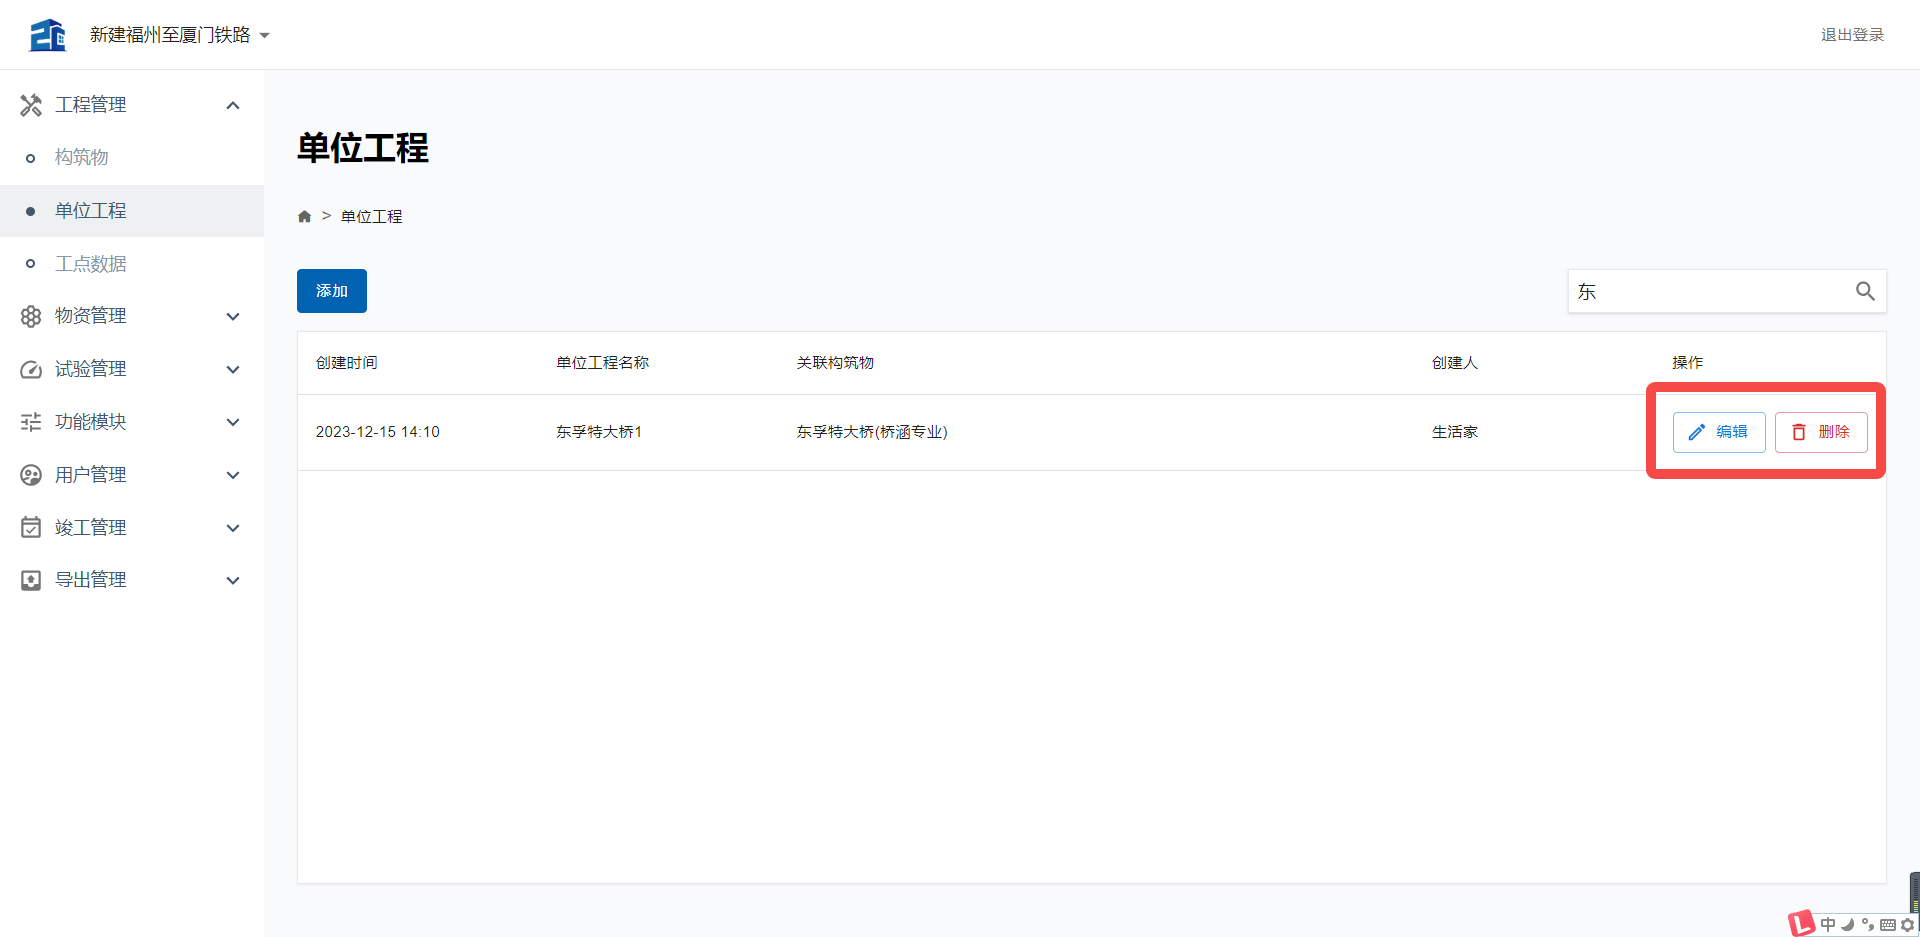 新建福州至厦门铁路
退出登录
工程管理
构筑物
单位工程
工点数据
物资管理
试验管理
功能模块
用户管理
竣工管理
导出管理
单位工程
> 单位工程
添加
东
创建时间 单位工程名称 关联构筑物 创建人 操作
2023-12-15 14:10 东孚特大桥1 东孚特大桥(桥涵专业) 生活家 编辑 删除
中